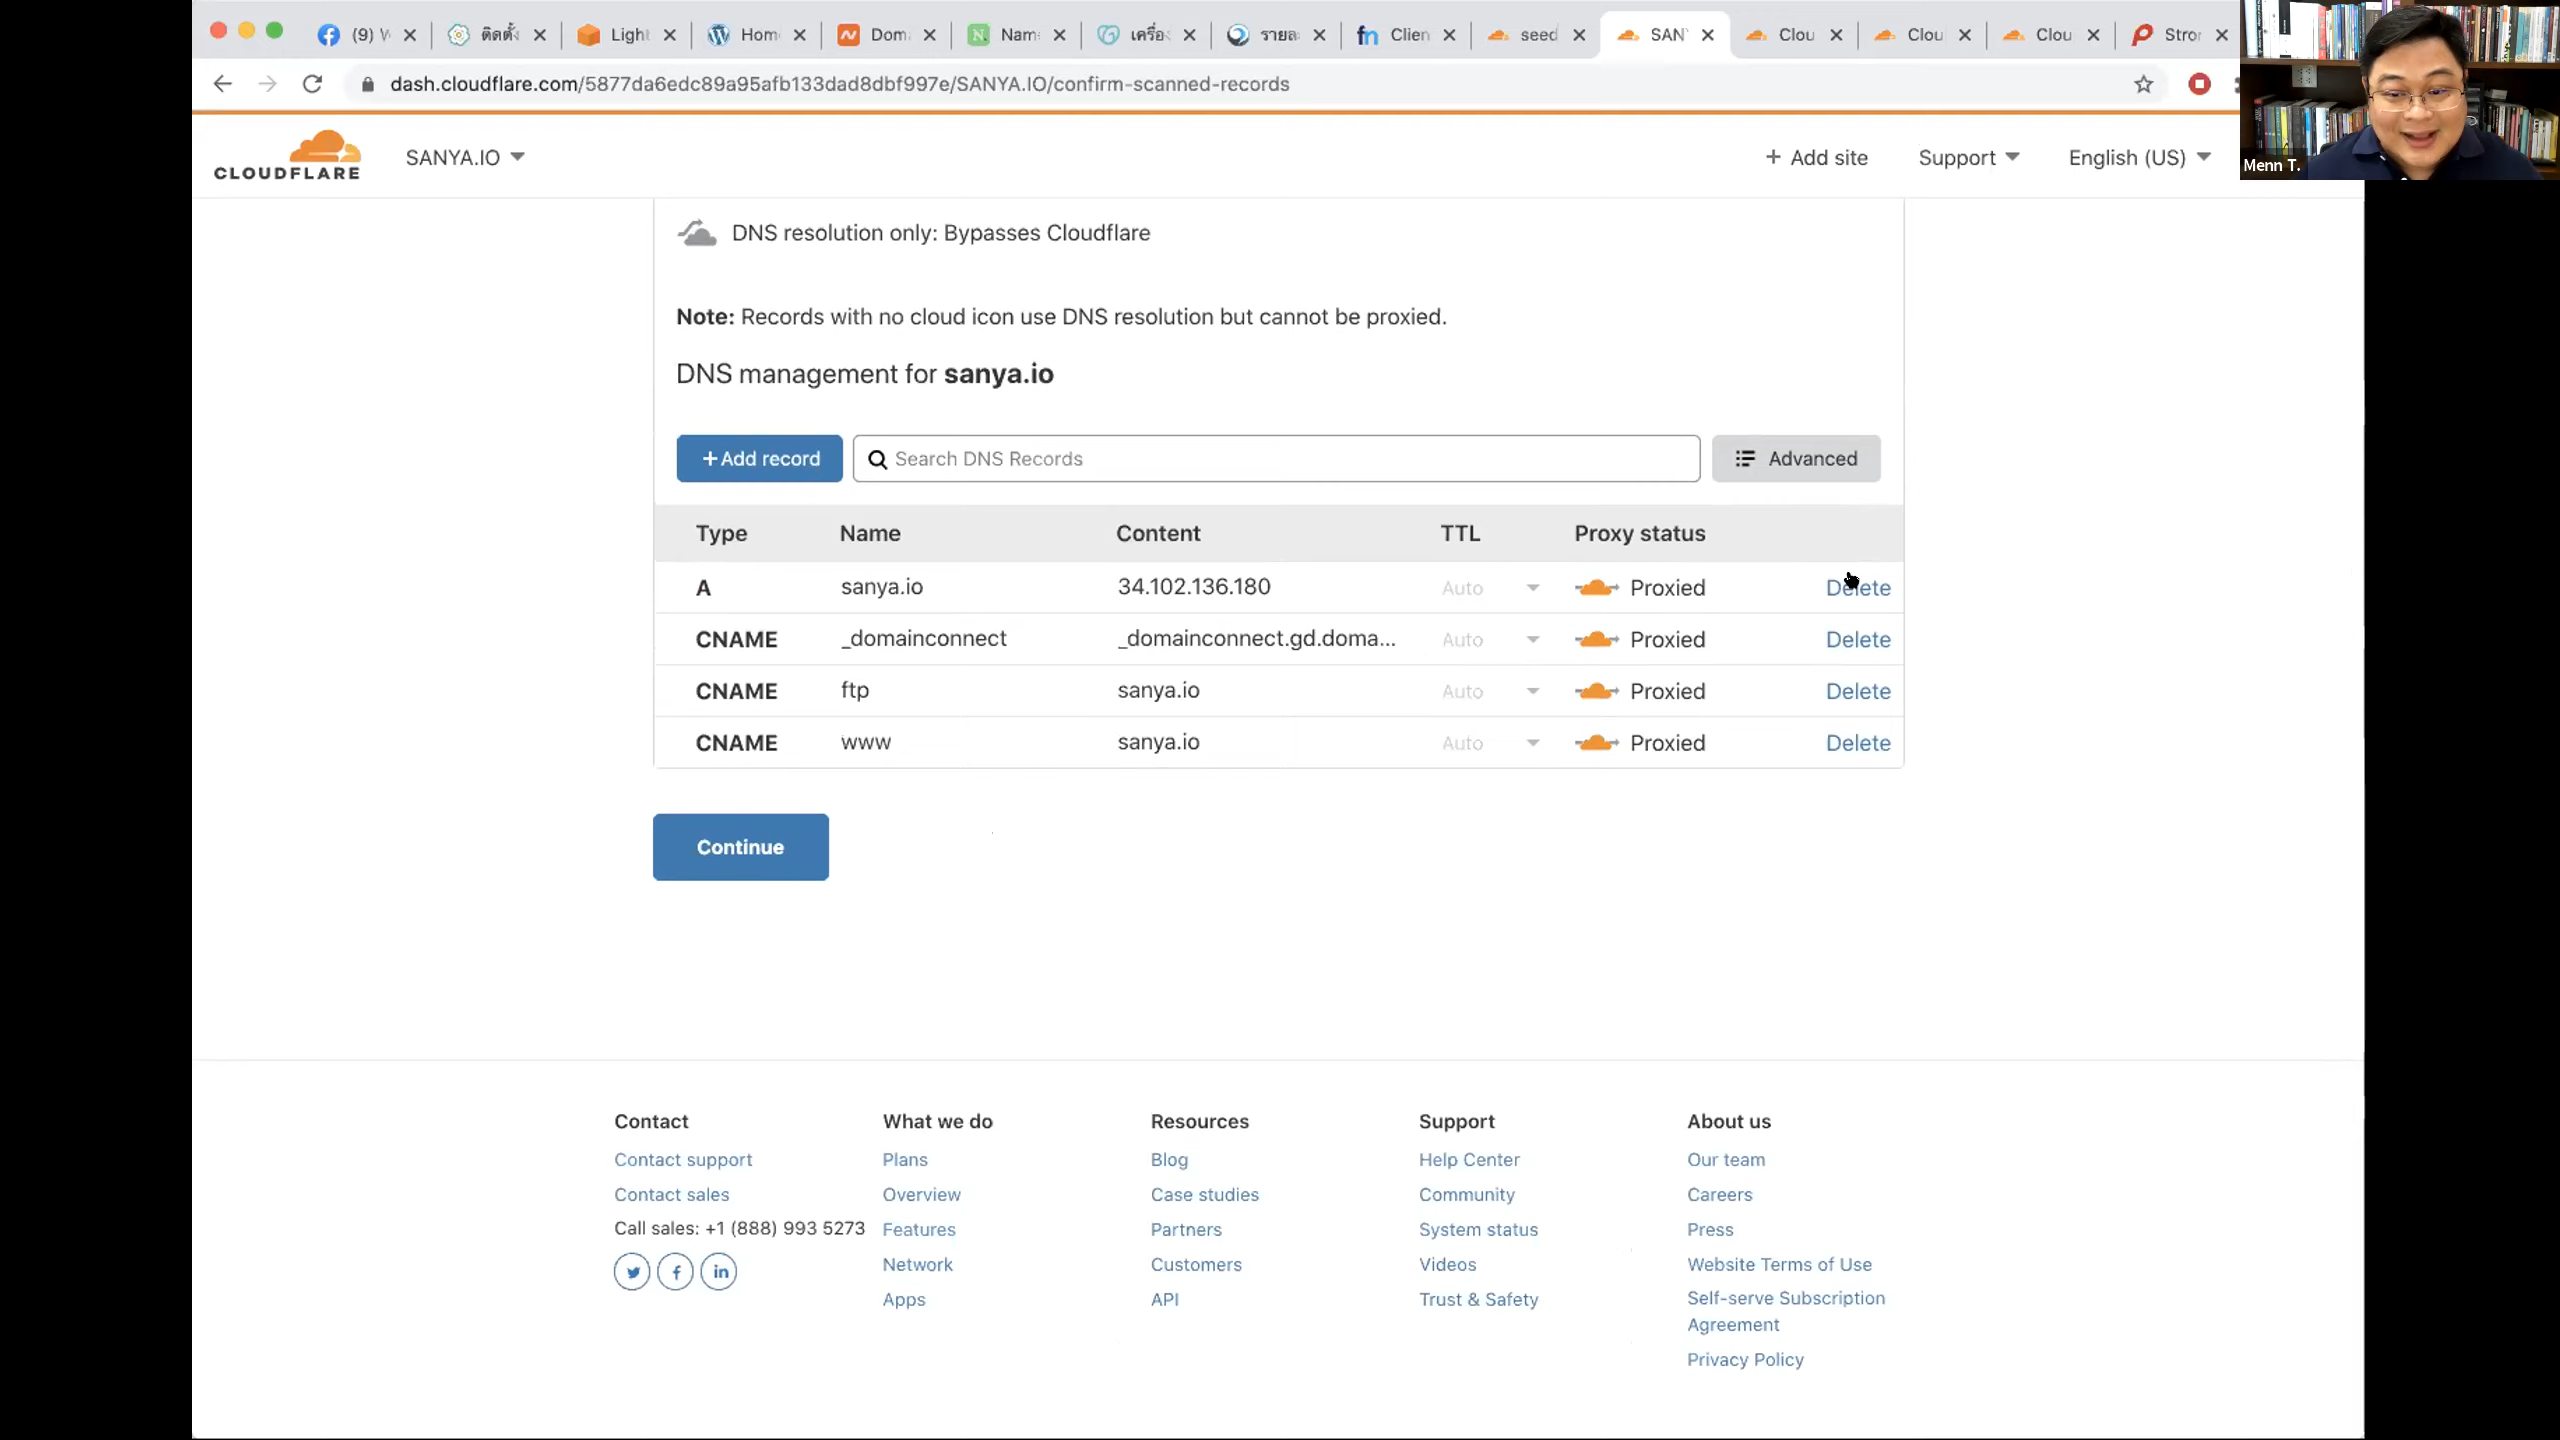 (9) W
ติดตั้ง
Ligh
Hom
Dom
Nam
เครื่อ
รายละ
fn Clien
seed
SAN
Clou
Clou
Clou
Stror
dash.cloudflare.com/5877da6edc89a95afb133dad8dbf997e/SANYA.IO/confirm-scanned-records
Menn T.
CLOUDFLARE
SANYA.IO
+ Add site
Support
English (US)
DNS resolution only: Bypasses Cloudflare
Note: Records with no cloud icon use DNS resolution but cannot be proxied.
DNS management for sanya.io
+Add record
Search DNS Records
Advanced
Type Name Content TTL Proxy status
A sanya.io 34.102.136.180 Auto Proxied Delete
CNAME _domainconnect _domainconnect.gd.doma... Auto Proxied Delete
CNAME ftp sanya.io Auto Proxied Delete
CNAME www sanya.io Auto Proxied Delete
Continue
Contact
Contact support
Contact sales
Call sales: +1 (888) 993 5273
What we do
Plans
Overview
Features
Network
Apps
Resources
Blog
Case studies
Partners
Customers
API
Support
Help Center
Community
System status
Videos
Trust & Safety
About us
Our team
Careers
Press
Website Terms of Use
Self-serve Subscription
Agreement
Privacy Policy